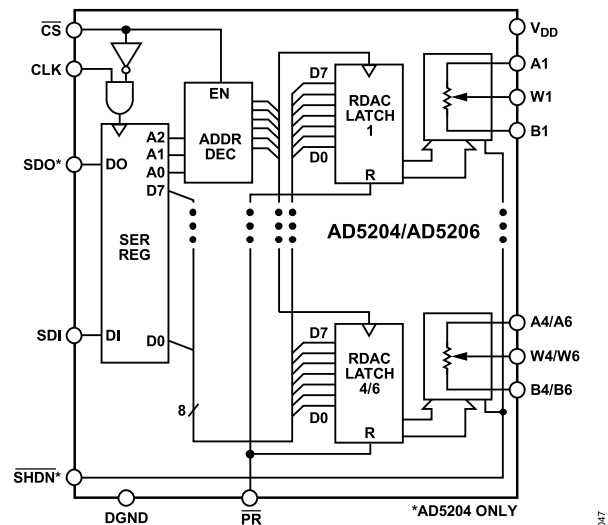 CS
CLK
SDO*
SDI
SHDN*
DGND
PR
EN
ADDR
DEC
A2
A1
A0
D7
DO
SER
REG
DI
D0
8
D7
RDAC
LATCH
1
D0
R
VDD
A1
W1
B1
AD5204/AD5206
D7
RDAC
LATCH
4/6
D0
R
A4/A6
W4/W6
B4/B6
*AD5204 ONLY